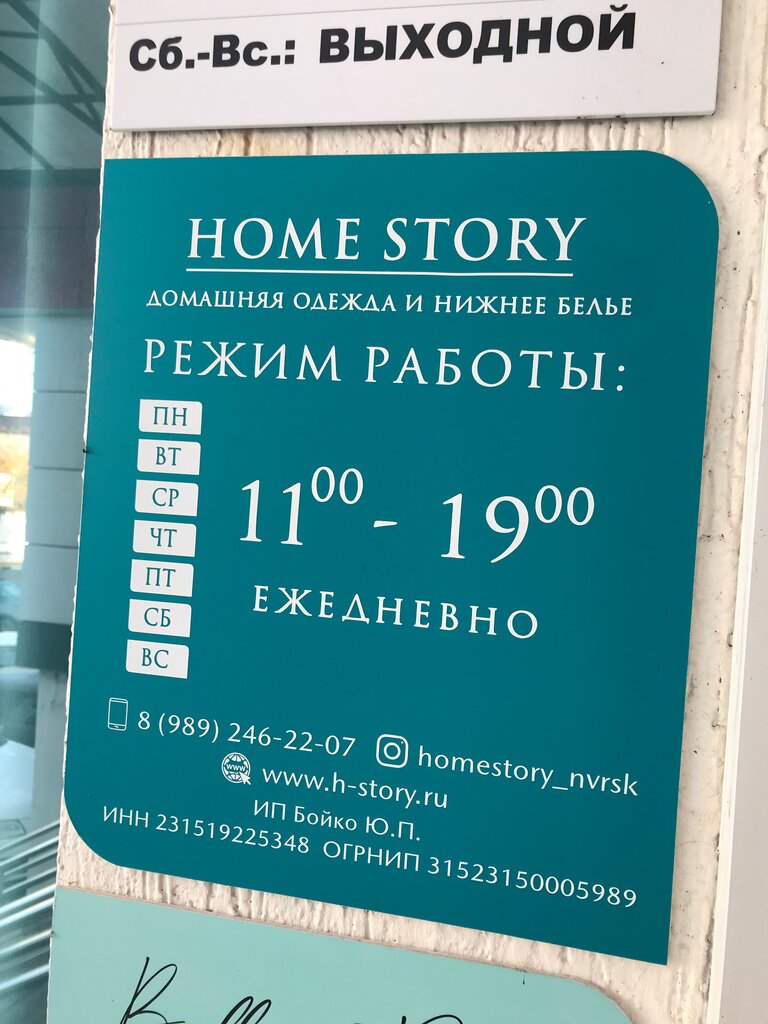 Сб.-Вс.: ВЫХОДНОЙ
HOME STORY
ДОМАШНЯЯ ОДЕЖДА И НИЖНЕЕ БЕЛЬЕ
РЕЖИМ РАБОТЫ:
ПН
ВТ
СР
ЧТ
ПТ
СБ
ВС
11⁰⁰ - 19⁰⁰
ЕЖЕДНЕВНО
8 (989) 246-22-07 homestory_nvrsk
www.h-story.ru
ИП Бойко Ю.П.
ИНН 231519225348 ОГРНИП 31523150005989